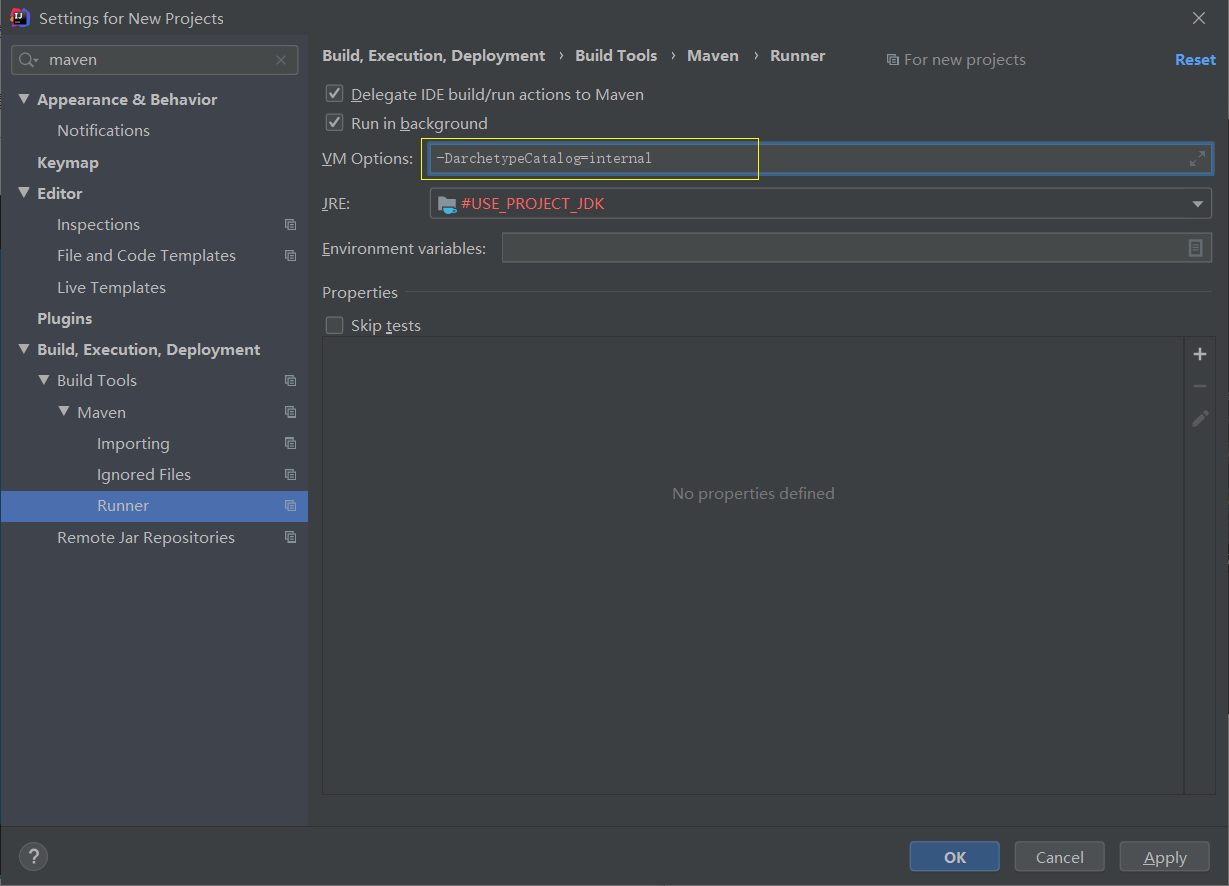 Settings for New Projects
maven
Appearance & Behavior
Notifications
Keymap
Editor
Inspections
File and Code Templates
Live Templates
Plugins
Build, Execution, Deployment
Build Tools
Maven
Importing
Ignored Files
Runner
Remote Jar Repositories
Build, Execution, Deployment › Build Tools › Maven › Runner For new projects Reset
Delegate IDE build/run actions to Maven
Run in background
VM Options: -DarchetypeCatalog=internal
JRE: #USE_PROJECT_JDK
Environment variables:
Properties
Skip tests
No properties defined
? OK Cancel Apply